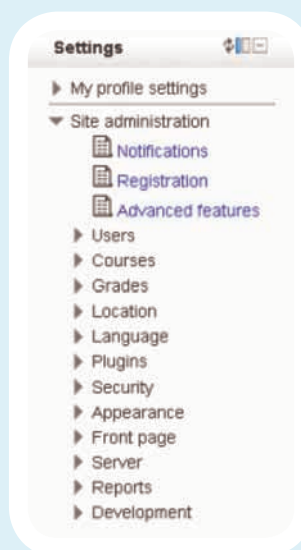 Settings
My profile settings
Site administration
Notifications
Registration
Advanced features
Users
Courses
Grades
Location
Language
Plugins
Security
Appearance
Front page
Server
Reports
Development